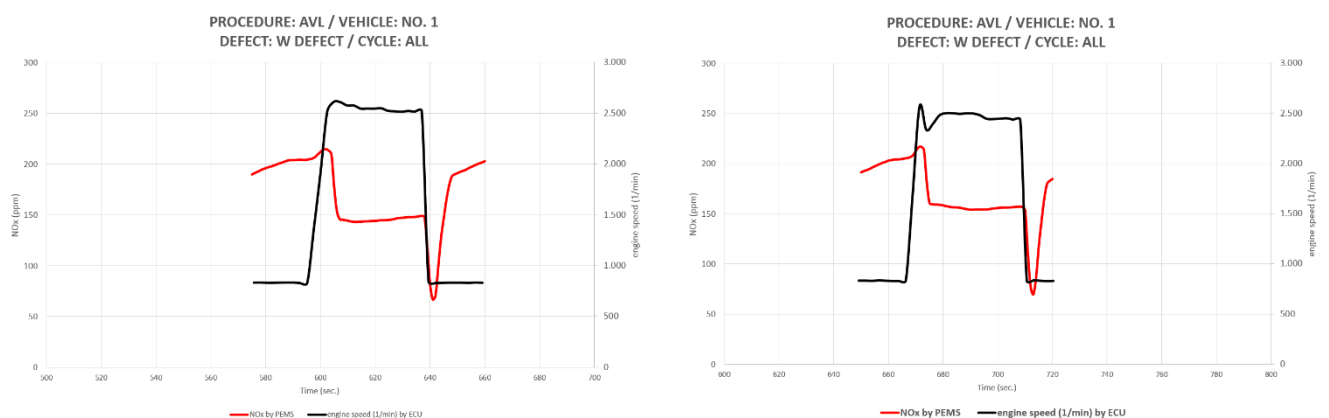 PROCEDURE: AVL / VEHICLE: NO. 1
DEFECT: W DEFECT / CYCLE: ALL
300
250
200
150
100
50
0
NOx (ppm)
3.000
2.500
2.000
1.500
1.000
500
0
engine speed (1/min)
500 520 540 560 580 600 620 640 660 680 700
Time (sec.)
NOx by PEMS engine speed (1/min) by ECU
PROCEDURE: AVL / VEHICLE: NO. 1
DEFECT: W DEFECT / CYCLE: ALL
300
250
200
150
100
50
0
NOx (ppm)
3.000
2.500
2.000
1.500
1.000
500
0
engine speed (1/min)
600 620 640 660 680 700 720 740 760 780 800
Time (sec.)
NOx by PEMS engine speed (1/min) by ECU